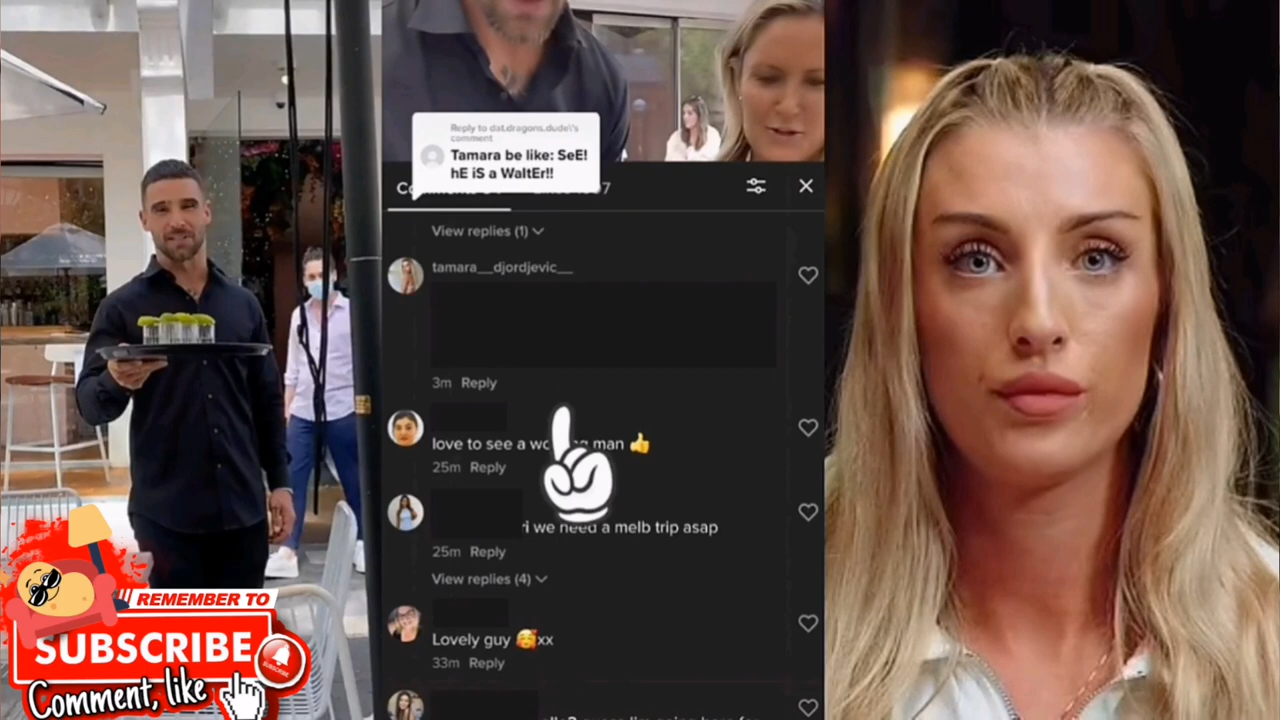 Reply to dat.dragons.dude\'s
comment
Tamara be like: SeE!
hE iS a WaItEr!!
View replies (1)
tamara__djordjevic__
3m Reply
love to see a man 👍
25m Reply
we need a melb trip asap
25m Reply
View replies (4)
Lovely guy 🥰xx
33m Reply
REMEMBER TO
SUBSCRIBE
SUBSCRIBE
Comment, like